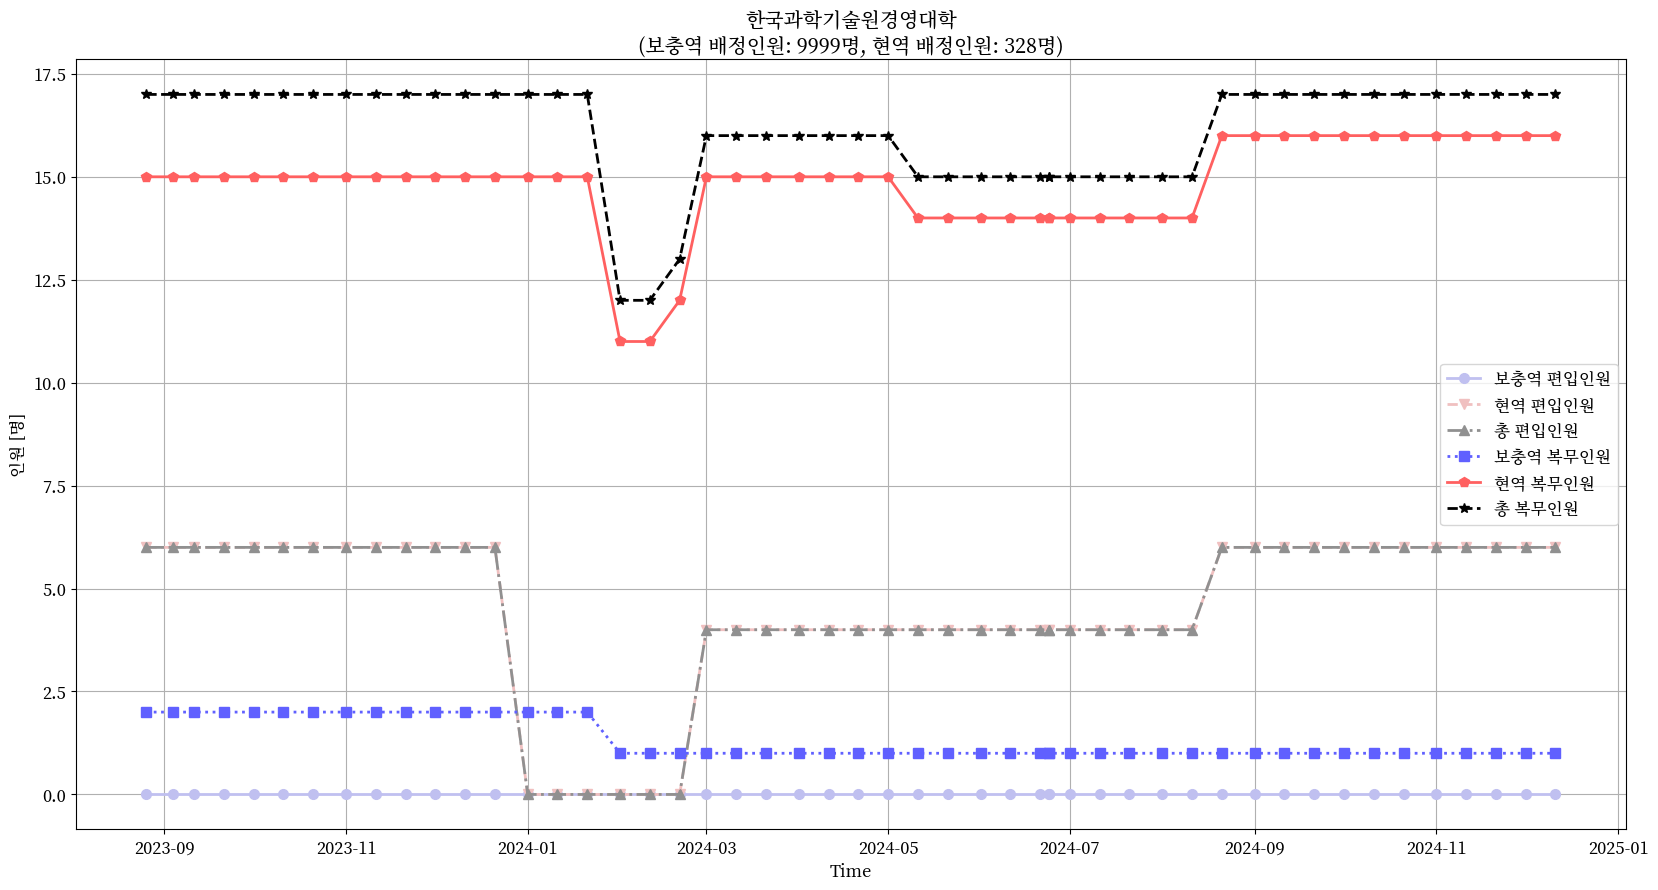 한국과학기술원경영대학
(보충역 배정인원: 9999명, 현역 배정인원: 328명)
17.5
15.0
12.5
10.0
7.5
5.0
2.5
0.0
인원 [명]
보충역 편입인원
현역 편입인원
총 편입인원
보충역 복무인원
현역 복무인원
총 복무인원
2023-09
2023-11
2024-01
2024-03
2024-05
2024-07
2024-09
2024-11
2025-01
Time